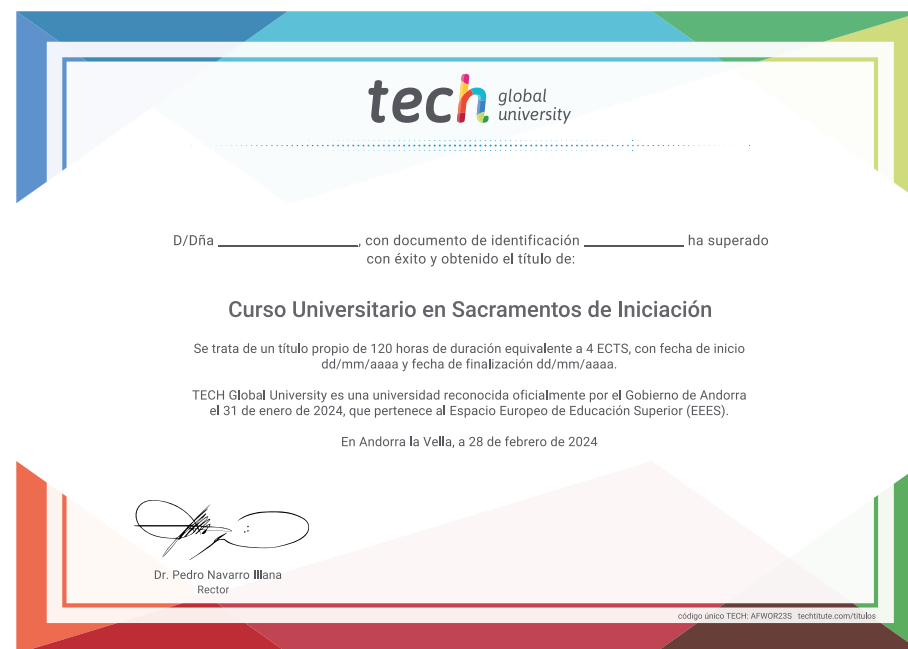 tech global university
D/Dña ____________________, con documento de identificación ______________ ha superado
con éxito y obtenido el título de:
Curso Universitario en Sacramentos de Iniciación
Se trata de un título propio de 120 horas de duración equivalente a 4 ECTS, con fecha de inicio
dd/mm/aaaa y fecha de finalización dd/mm/aaaa.
TECH Global University es una universidad reconocida oficialmente por el Gobierno de Andorra
el 31 de enero de 2024, que pertenece al Espacio Europeo de Educación Superior (EEES).
En Andorra la Vella, a 28 de febrero de 2024
Dr. Pedro Navarro Illana
Rector
código único TECH: AFWOR23S techtitute.com/titulos